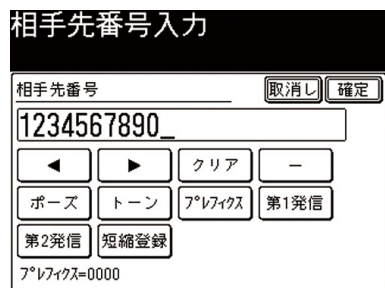 相手先番号入力
相手先番号 取消し 確定
1234567890_
◀ ▶ クリア −
ポーズ トーン プレフィクス 第1発信
第2発信 短縮登録
プレフィクス=0000